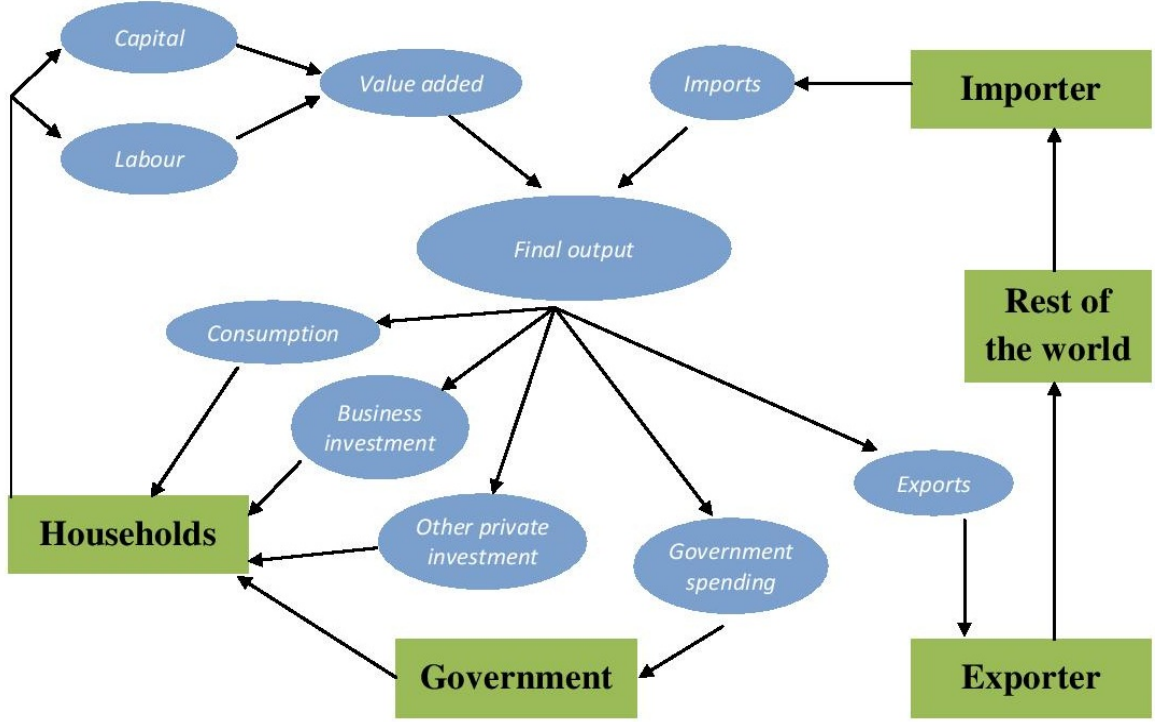 Capital
Value added
Imports
Importer
Labour
Final output
Rest of
the world
Consumption
Business
investment
Exports
Households
Other private
investment
Government
spending
Government
Exporter